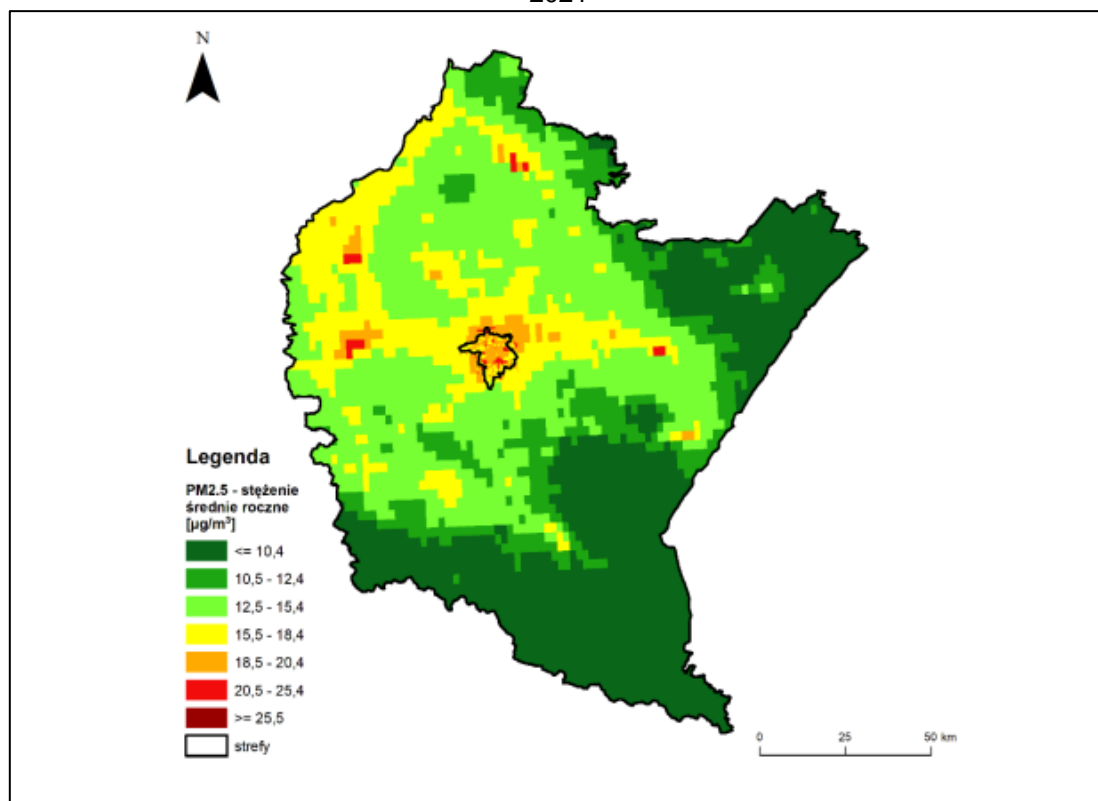 N
Legenda
PM2.5 - stężenie
średnie roczne
[µg/m³]
<= 10,4
10,5 - 12,4
12,5 - 15,4
15,5 - 18,4
18,5 - 20,4
20,5 - 25,4
>= 25,5
strefy
0 25 50 km